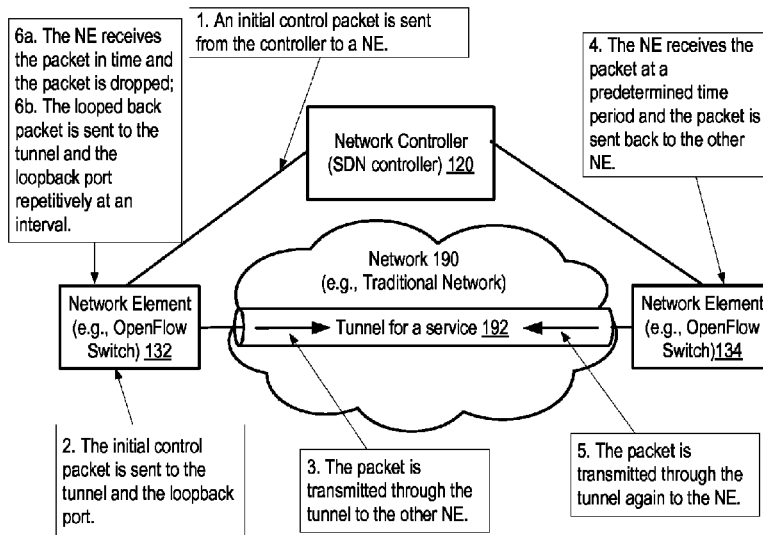 6a. The NE receives
the packet in time and
the packet is dropped;
6b. The looped back
packet is sent to the
tunnel and the
loopback port
repetitively at an
interval.
1. An initial control packet is sent
from the controller to a NE.
4. The NE receives the
packet at a
predetermined time
period and the packet is
sent back to the other
NE.
Network Controller
(SDN controller) 120
Network 190
(e.g., Traditional Network)
Network Element
(e.g., OpenFlow
Switch) 132
Tunnel for a service 192
Network Element
(e.g., OpenFlow
Switch)134
2. The initial control
packet is sent to the
tunnel and the loopback
port.
3. The packet is
transmitted through the
tunnel to the other NE.
5. The packet is
transmitted through the
tunnel again to the NE.